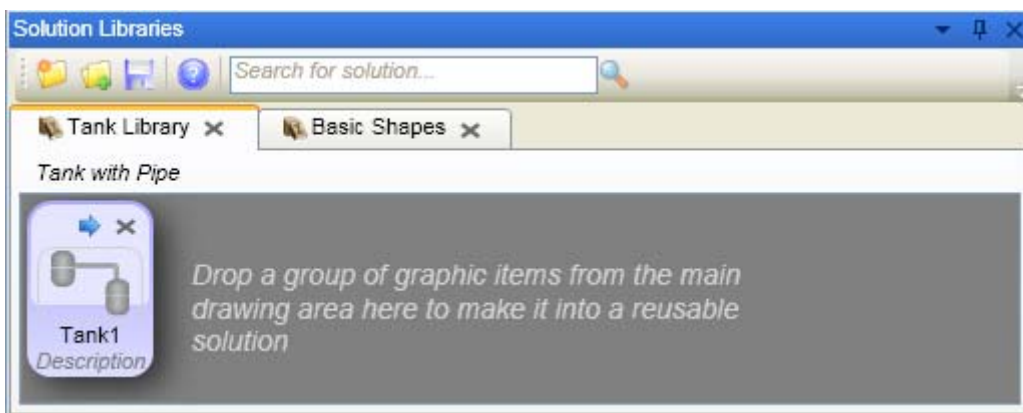 Solution Libraries
Search for solution...
Tank Library
Basic Shapes
Tank with Pipe
Drop a group of graphic items from the main
drawing area here to make it into a reusable
solution
Tank1
Description